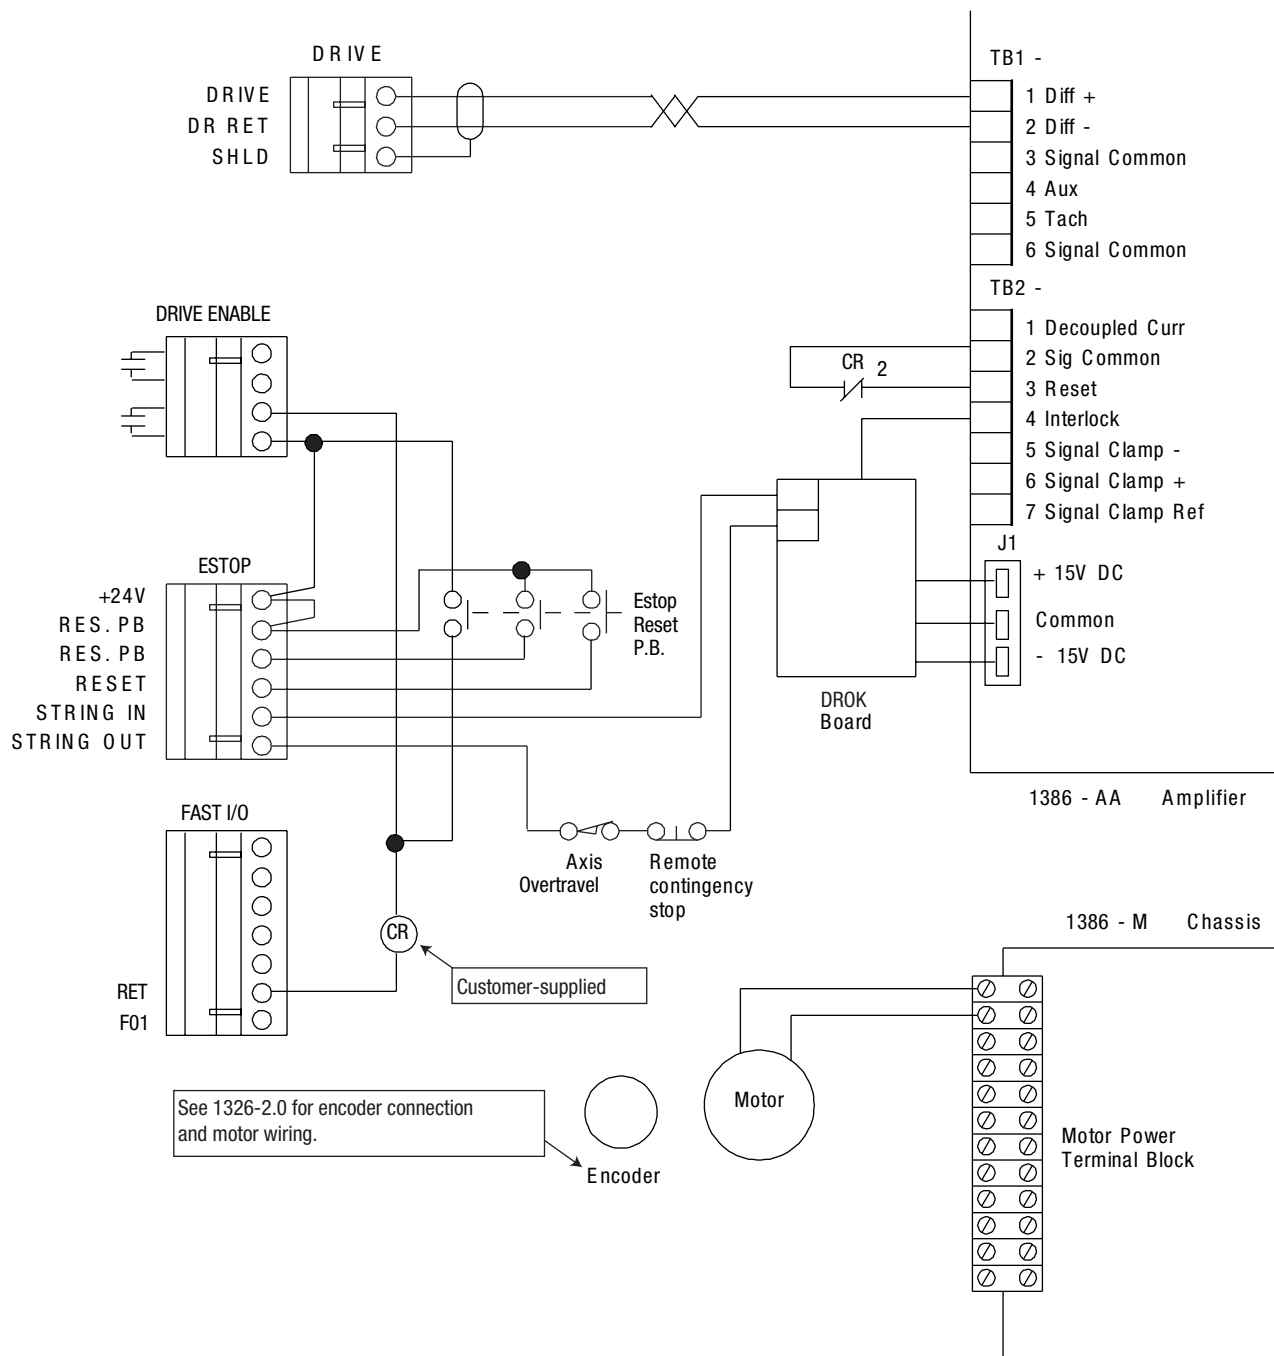 DRIVE
DRIVE
DR RET
SHLD
TB1 -
1 Diff +
2 Diff -
3 Signal Common
4 Aux
5 Tach
6 Signal Common
TB2 -
1 Decoupled Curr
2 Sig Common
3 Reset
4 Interlock
5 Signal Clamp -
6 Signal Clamp +
7 Signal Clamp Ref
CR 2
DRIVE ENABLE
J1
+ 15V DC
Common
- 15V DC
ESTOP
+24V
RES. PB
RES. PB
RESET
STRING IN
STRING OUT
Estop
Reset
P.B.
DROK
Board
1386 - AA Amplifier
FAST I/O
RET
F01
Axis
Overtravel
Remote
contingency
stop
CR
Customer-supplied
1386 - M Chassis
See 1326-2.0 for encoder connection
and motor wiring.
Encoder
Motor
Motor Power
Terminal Block